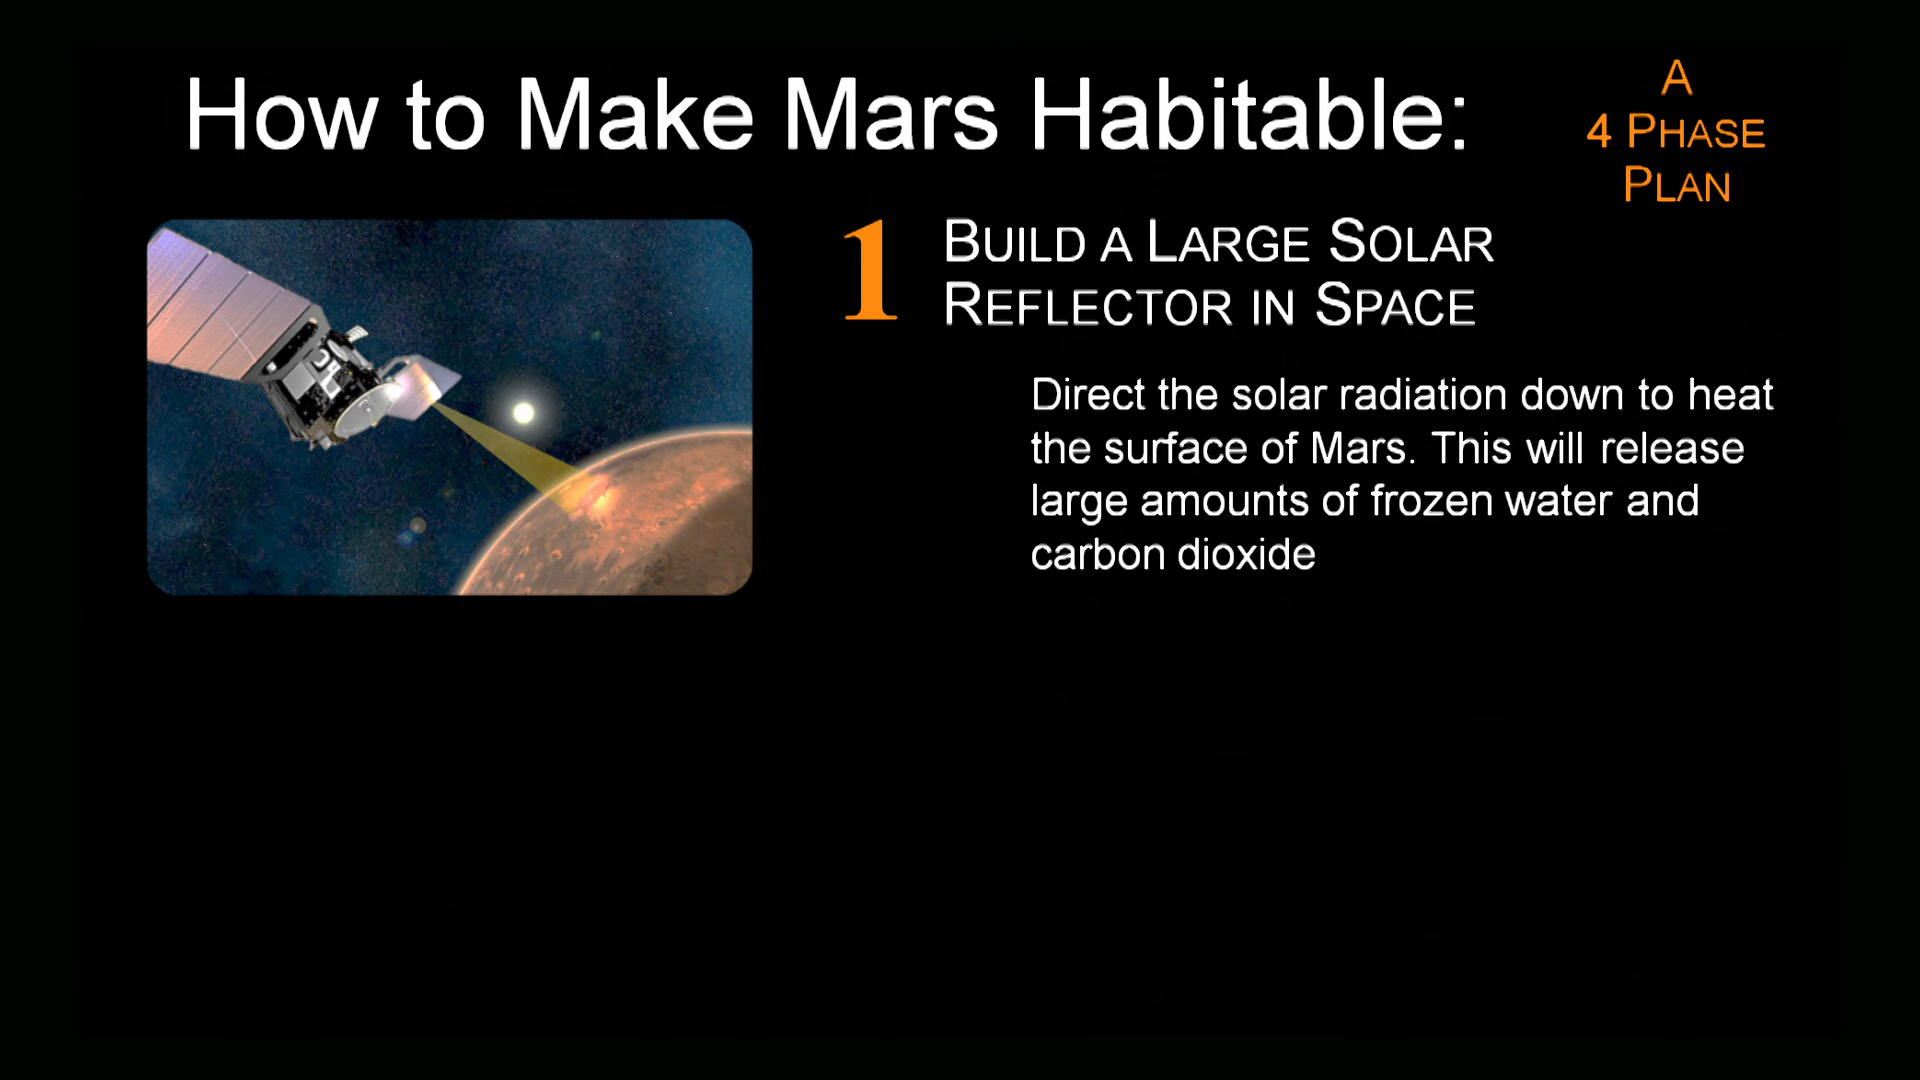 How to Make Mars Habitable:
A
4 PHASE
PLAN
1
BUILD A LARGE SOLAR
REFLECTOR IN SPACE
Direct the solar radiation down to heat
the surface of Mars. This will release
large amounts of frozen water and
carbon dioxide